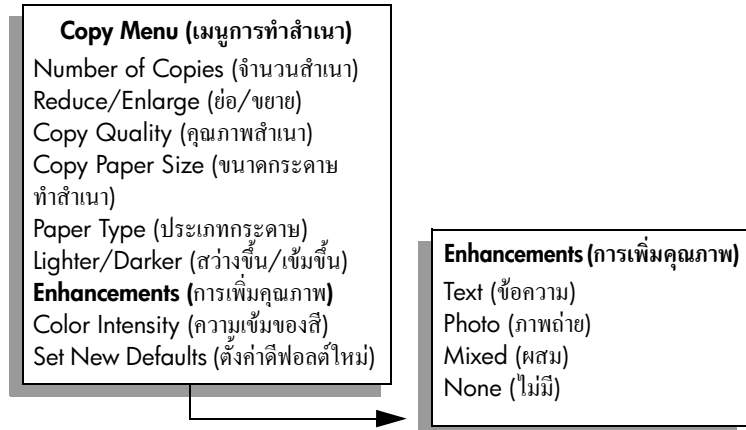 Copy Menu (เมนูการทำสำเนา)
Number of Copies (จำนวนสำเนา)
Reduce/Enlarge (ย่อ/ขยาย)
Copy Quality (คุณภาพสำเนา)
Copy Paper Size (ขนาดกระดาษ
ทำสำเนา)
Paper Type (ประเภทกระดาษ)
Lighter/Darker (สว่างขึ้น/เข้มขึ้น)
Enhancements (การเพิ่มคุณภาพ)
Color Intensity (ความเข้มของสี)
Set New Defaults (ตั้งค่าดีฟอลต์ใหม่)
Enhancements (การเพิ่มคุณภาพ)
Text (ข้อความ)
Photo (ภาพถ่าย)
Mixed (ผสม)
None (ไม่มี)